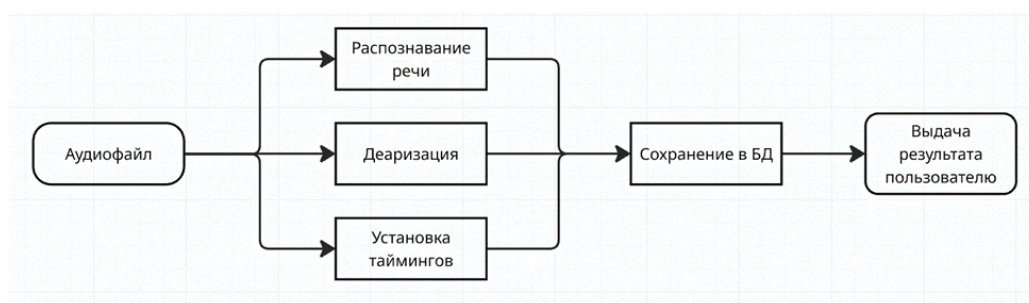 Аудиофайл
Распознавание
речи
Деаризация
Установка
таймингов
Сохранение в БД
Выдача
результата
пользователю